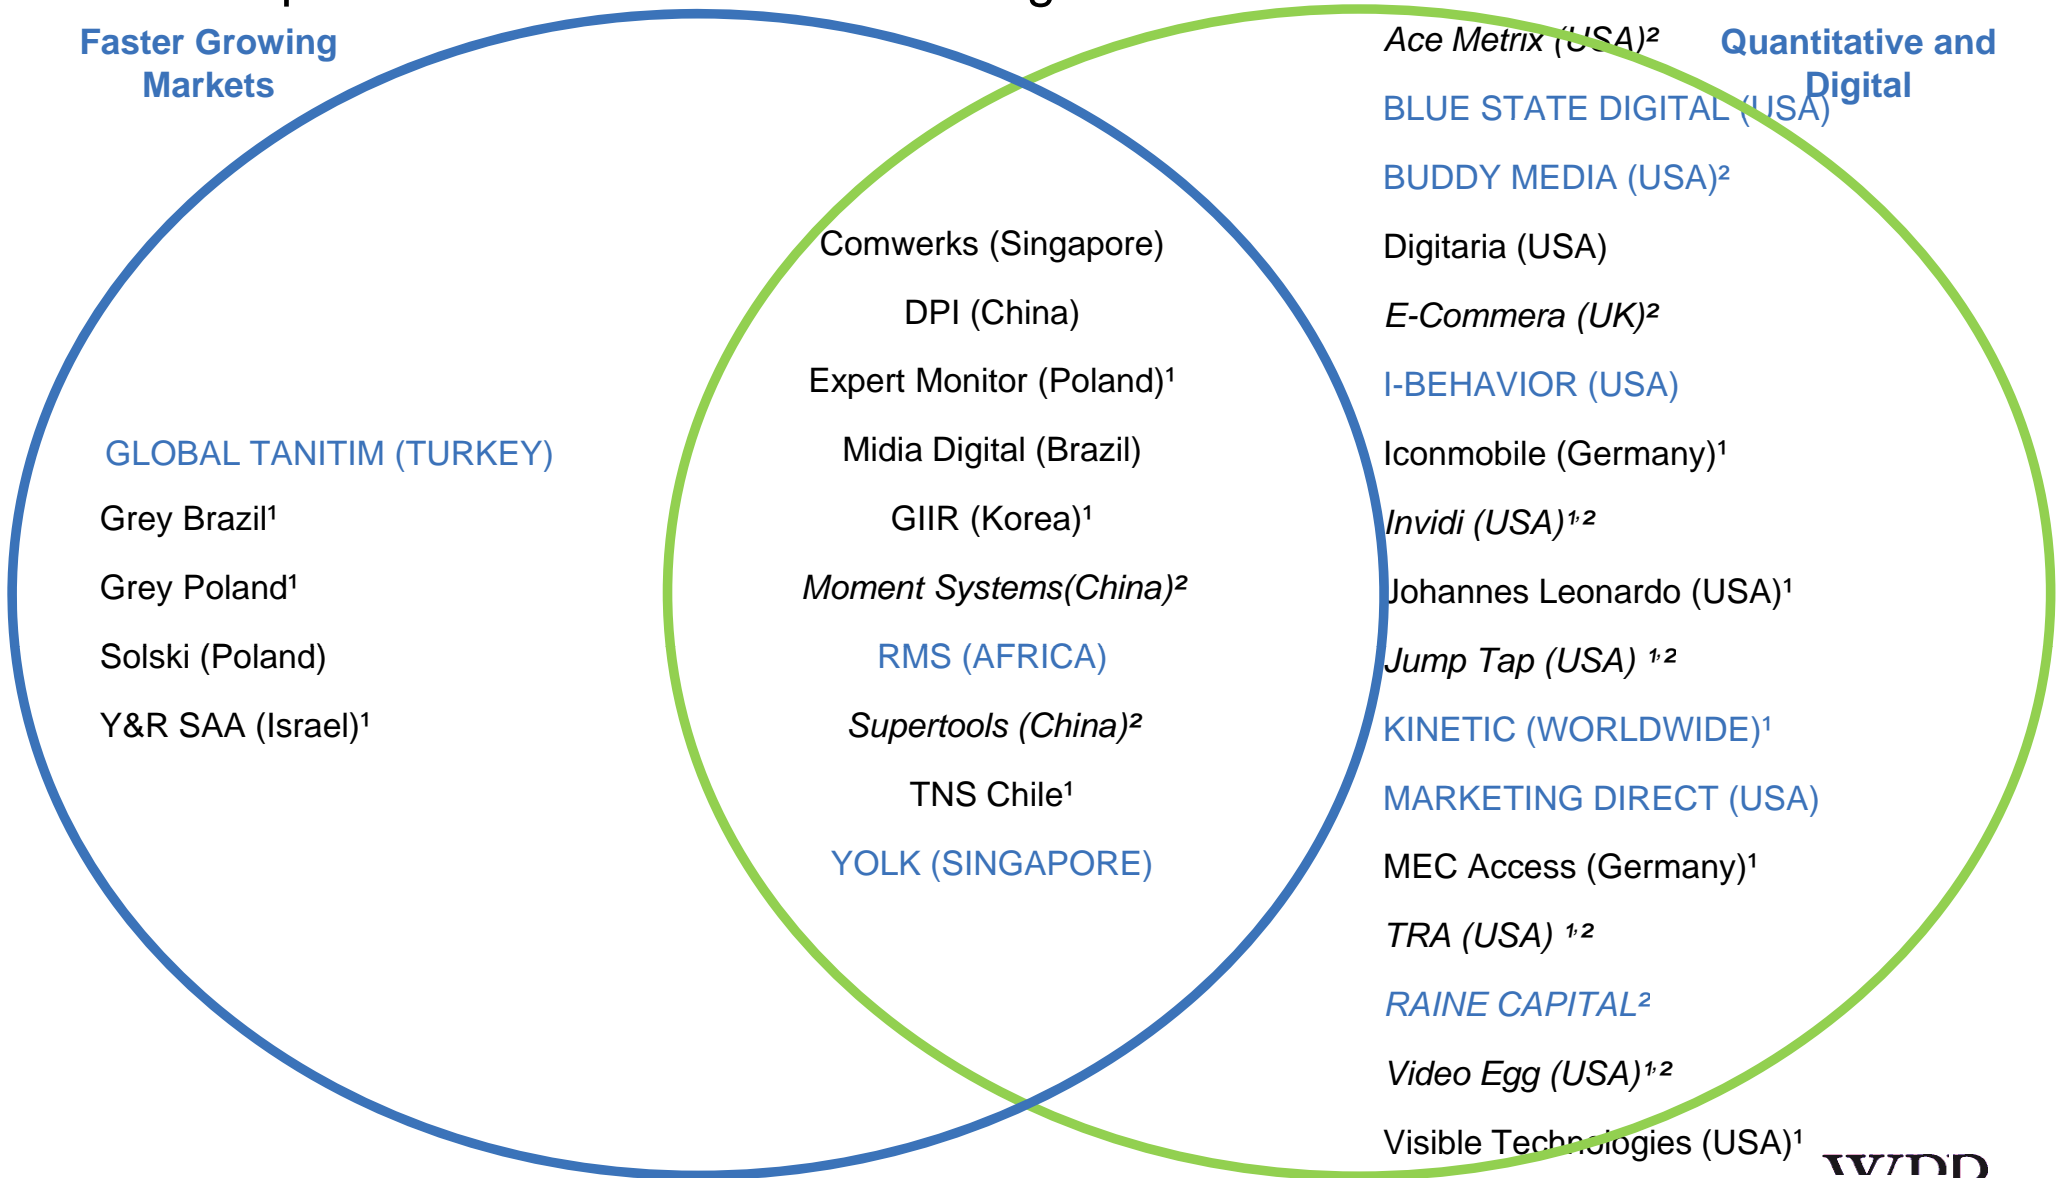 Faster Growing
Markets
GLOBAL TANITIM (TURKEY)
Grey Brazil¹
Grey Poland¹
Solski (Poland)
Y&R SAA (Israel)¹
Comwerks (Singapore)
DPI (China)
Expert Monitor (Poland)¹
Midia Digital (Brazil)
GIIR (Korea)¹
Moment Systems(China)²
RMS (AFRICA)
Supertools (China)²
TNS Chile¹
YOLK (SINGAPORE)
Quantitative and
Digital
Ace Metrix (USA)²
BLUE STATE DIGITAL (USA)
BUDDY MEDIA (USA)²
Digitaria (USA)
E-Commera (UK)²
I-BEHAVIOR (USA)
Iconmobile (Germany)¹
Invidi (USA)¹,²
Johannes Leonardo (USA)¹
Jump Tap (USA) ¹,²
KINETIC (WORLDWIDE)¹
MARKETING DIRECT (USA)
MEC Access (Germany)¹
TRA (USA) ¹,²
RAINE CAPITAL²
Video Egg (USA)¹,²
Visible Technologies (USA)¹
WPP